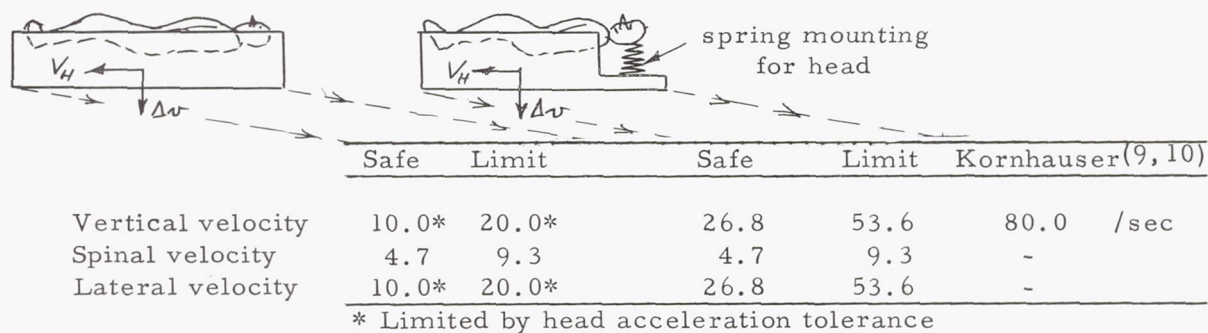 spring mounting
for head
V_H Δv V_H Δv
Safe Limit Safe Limit Kornhauser(9, 10)
Vertical velocity 10.0* 20.0* 26.8 53.6 80.0 /sec
Spinal velocity 4.7 9.3 4.7 9.3 -
Lateral velocity 10.0* 20.0* 26.8 53.6 -
* Limited by head acceleration tolerance